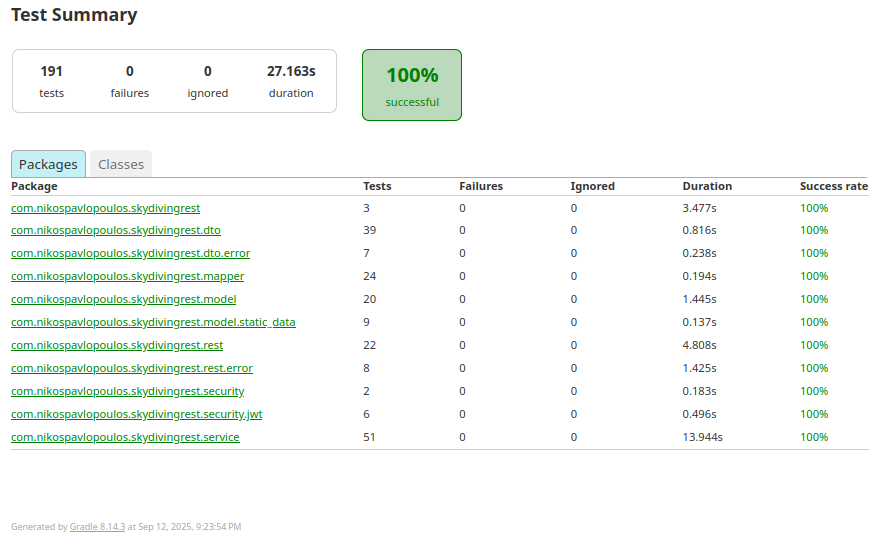 Test Summary
191 0 0 27.163s
tests failures ignored duration
100%
successful
Packages Classes
Package Tests Failures Ignored Duration Success rate
com.nikospavlopoulos.skydivingrest 3 0 0 3.477s 100%
com.nikospavlopoulos.skydivingrest.dto 39 0 0 0.816s 100%
com.nikospavlopoulos.skydivingrest.dto.error 7 0 0 0.238s 100%
com.nikospavlopoulos.skydivingrest.mapper 24 0 0 0.194s 100%
com.nikospavlopoulos.skydivingrest.model 20 0 0 1.445s 100%
com.nikospavlopoulos.skydivingrest.model.static_data 9 0 0 0.137s 100%
com.nikospavlopoulos.skydivingrest.rest 22 0 0 4.808s 100%
com.nikospavlopoulos.skydivingrest.rest.error 8 0 0 1.425s 100%
com.nikospavlopoulos.skydivingrest.security 2 0 0 0.183s 100%
com.nikospavlopoulos.skydivingrest.security.jwt 6 0 0 0.496s 100%
com.nikospavlopoulos.skydivingrest.service 51 0 0 13.944s 100%
Generated by Gradle 8.14.3 at Sep 12, 2025, 9:23:54 PM